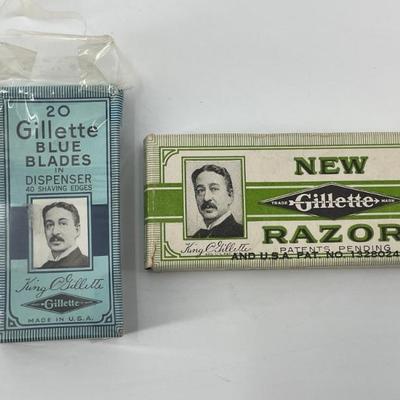 20
Gillette
BLUE
BLADES
IN
DISPENSER
40 SHAVING EDGES
King C Gillette
Gillette
MADE IN U.S.A.
NEW
TRADE Gillette MARK
RAZOR
King C Gillette
PATENTS PENDING
AND U.S.A. PAT. NO. 1328024